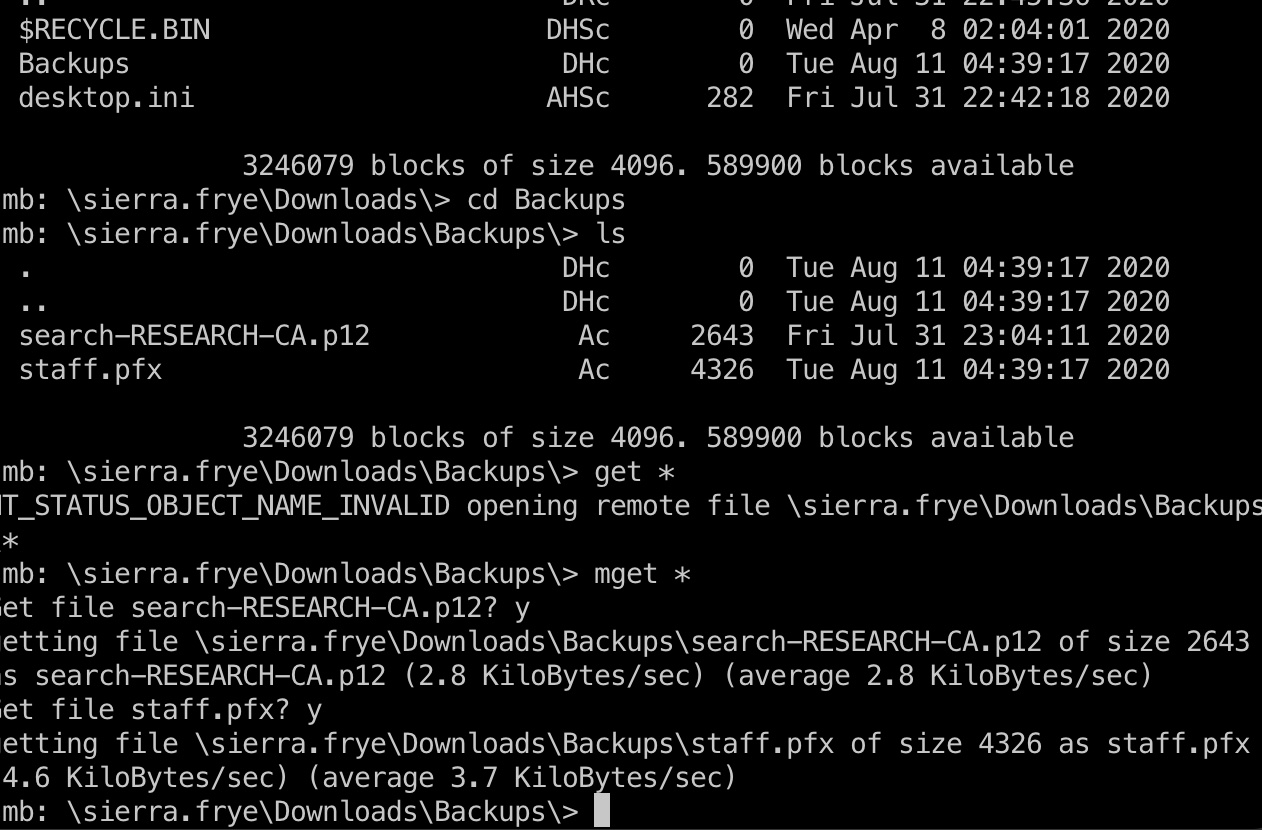 $RECYCLE.BIN DHSc 0 Wed Apr 8 02:04:01 2020
Backups DHc 0 Tue Aug 11 04:39:17 2020
desktop.ini AHSc 282 Fri Jul 31 22:42:18 2020
3246079 blocks of size 4096. 589900 blocks available
mb: \sierra.frye\Downloads\> cd Backups
mb: \sierra.frye\Downloads\Backups\> ls
. DHc 0 Tue Aug 11 04:39:17 2020
.. DHc 0 Tue Aug 11 04:39:17 2020
search-RESEARCH-CA.p12 Ac 2643 Fri Jul 31 23:04:11 2020
staff.pfx Ac 4326 Tue Aug 11 04:39:17 2020
3246079 blocks of size 4096. 589900 blocks available
mb: \sierra.frye\Downloads\Backups\> get *
NT_STATUS_OBJECT_NAME_INVALID opening remote file \sierra.frye\Downloads\Backups
\*
mb: \sierra.frye\Downloads\Backups\> mget *
Get file search-RESEARCH-CA.p12? y
getting file \sierra.frye\Downloads\Backups\search-RESEARCH-CA.p12 of size 2643
as search-RESEARCH-CA.p12 (2.8 KiloBytes/sec) (average 2.8 KiloBytes/sec)
Get file staff.pfx? y
getting file \sierra.frye\Downloads\Backups\staff.pfx of size 4326 as staff.pfx
4.6 KiloBytes/sec) (average 3.7 KiloBytes/sec)
mb: \sierra.frye\Downloads\Backups\>